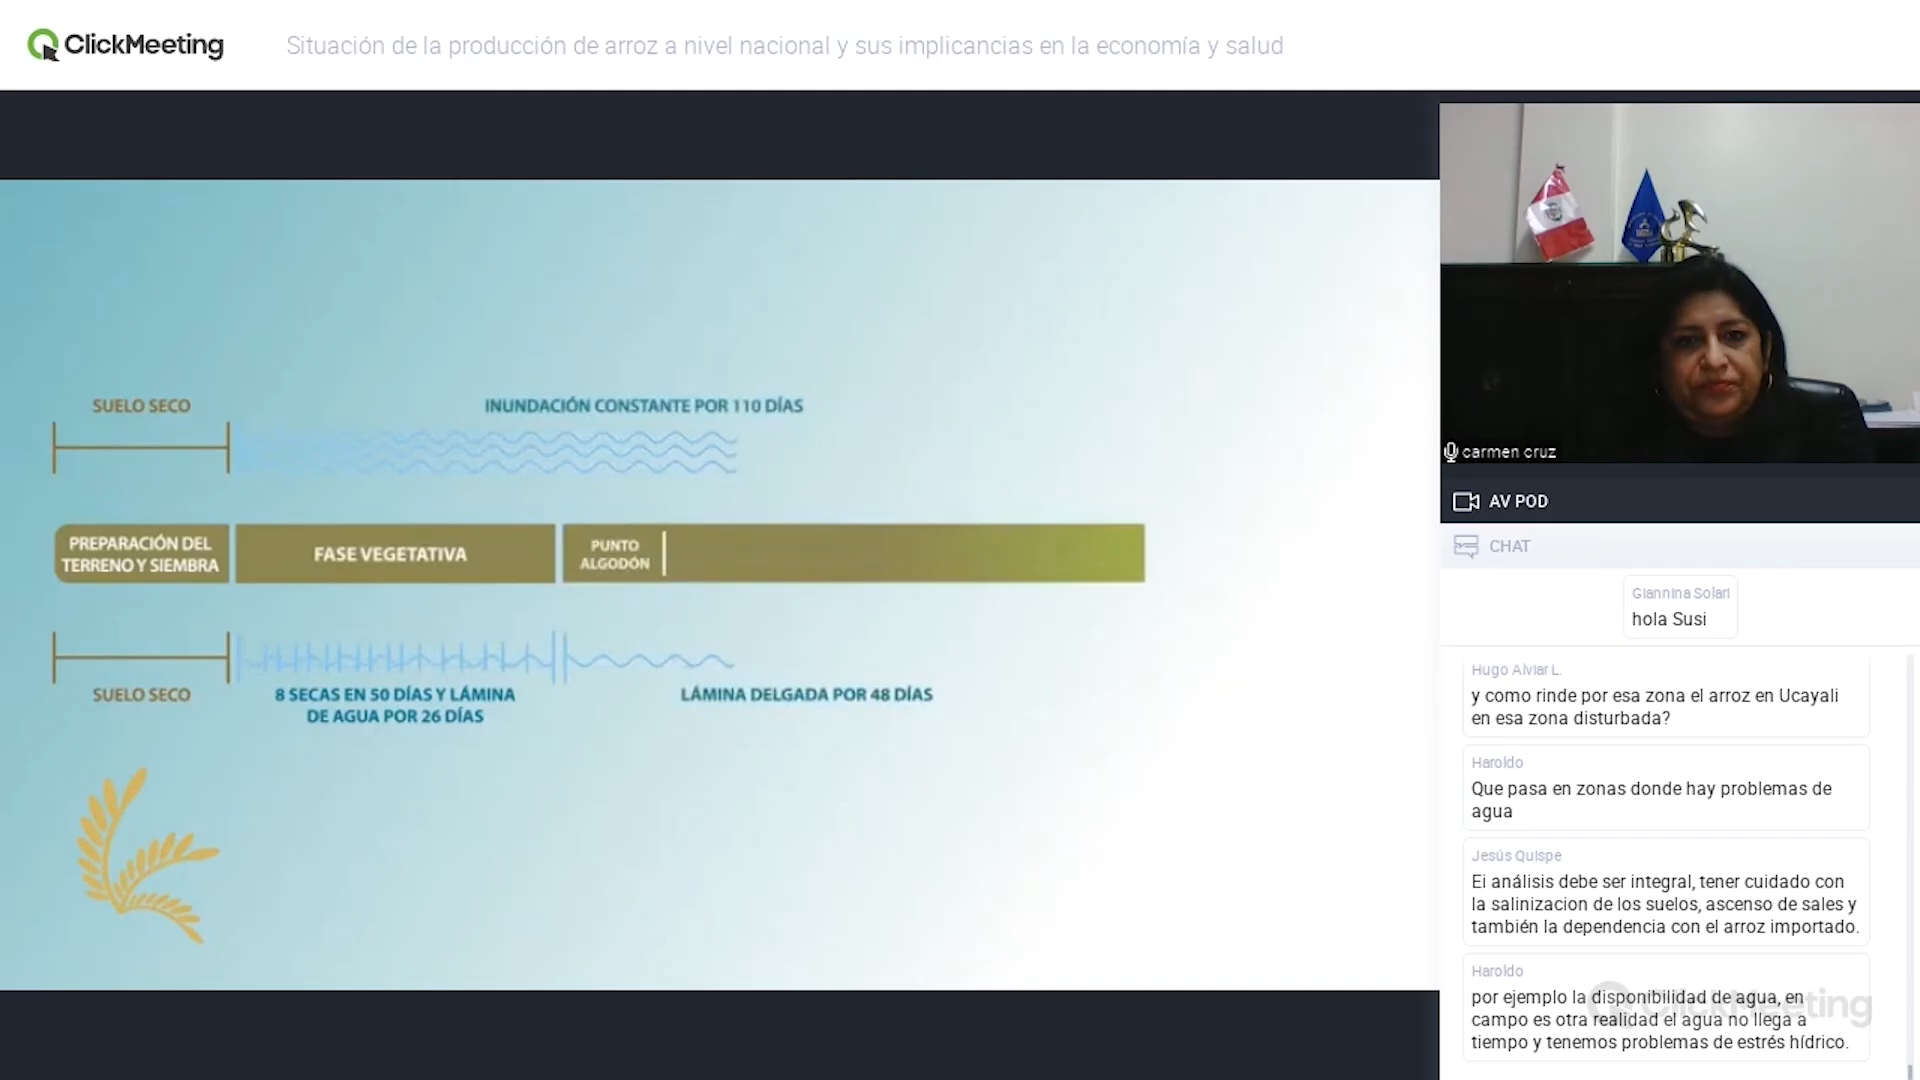 ClickMeeting
Situación de la producción de arroz a nivel nacional y sus implicancias en la economía y salud
SUELO SECO
INUNDACIÓN CONSTANTE POR 110 DÍAS
PREPARACIÓN DEL
TERRENO Y SIEMBRA
FASE VEGETATIVA
PUNTO
ALGODÓN
SUELO SECO
8 SECAS EN 50 DÍAS Y LÁMINA
DE AGUA POR 26 DÍAS
LÁMINA DELGADA POR 48 DÍAS
carmen cruz
AV POD
CHAT
Giannina Solari
hola Susi
Hugo Alviar L.
y como rinde por esa zona el arroz en Ucayali
en esa zona disturbada?
Haroldo
Que pasa en zonas donde hay problemas de
agua
Jesús Quispe
Ei análisis debe ser integral, tener cuidado con
la salinizacion de los suelos, ascenso de sales y
también la dependencia con el arroz importado.
Haroldo
por ejemplo la disponibilidad de agua, en
campo es otra realidad el agua no llega a
tiempo y tenemos problemas de estrés hídrico.
ClickMeeting